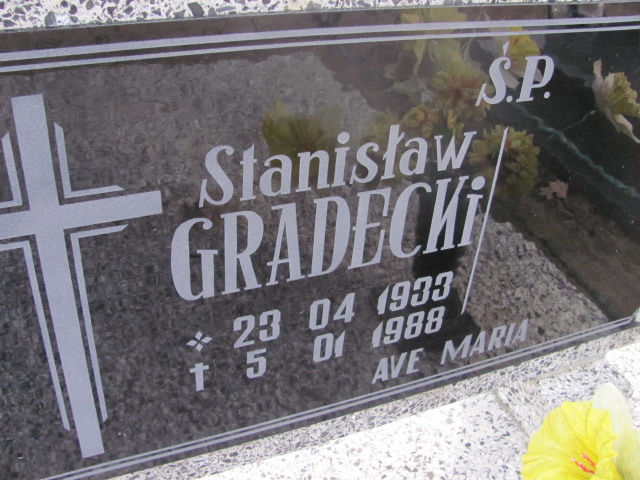 Ś.P.
Stanisław
GRADECKi
23 04 1933
5 01 1988
AVE MARIA